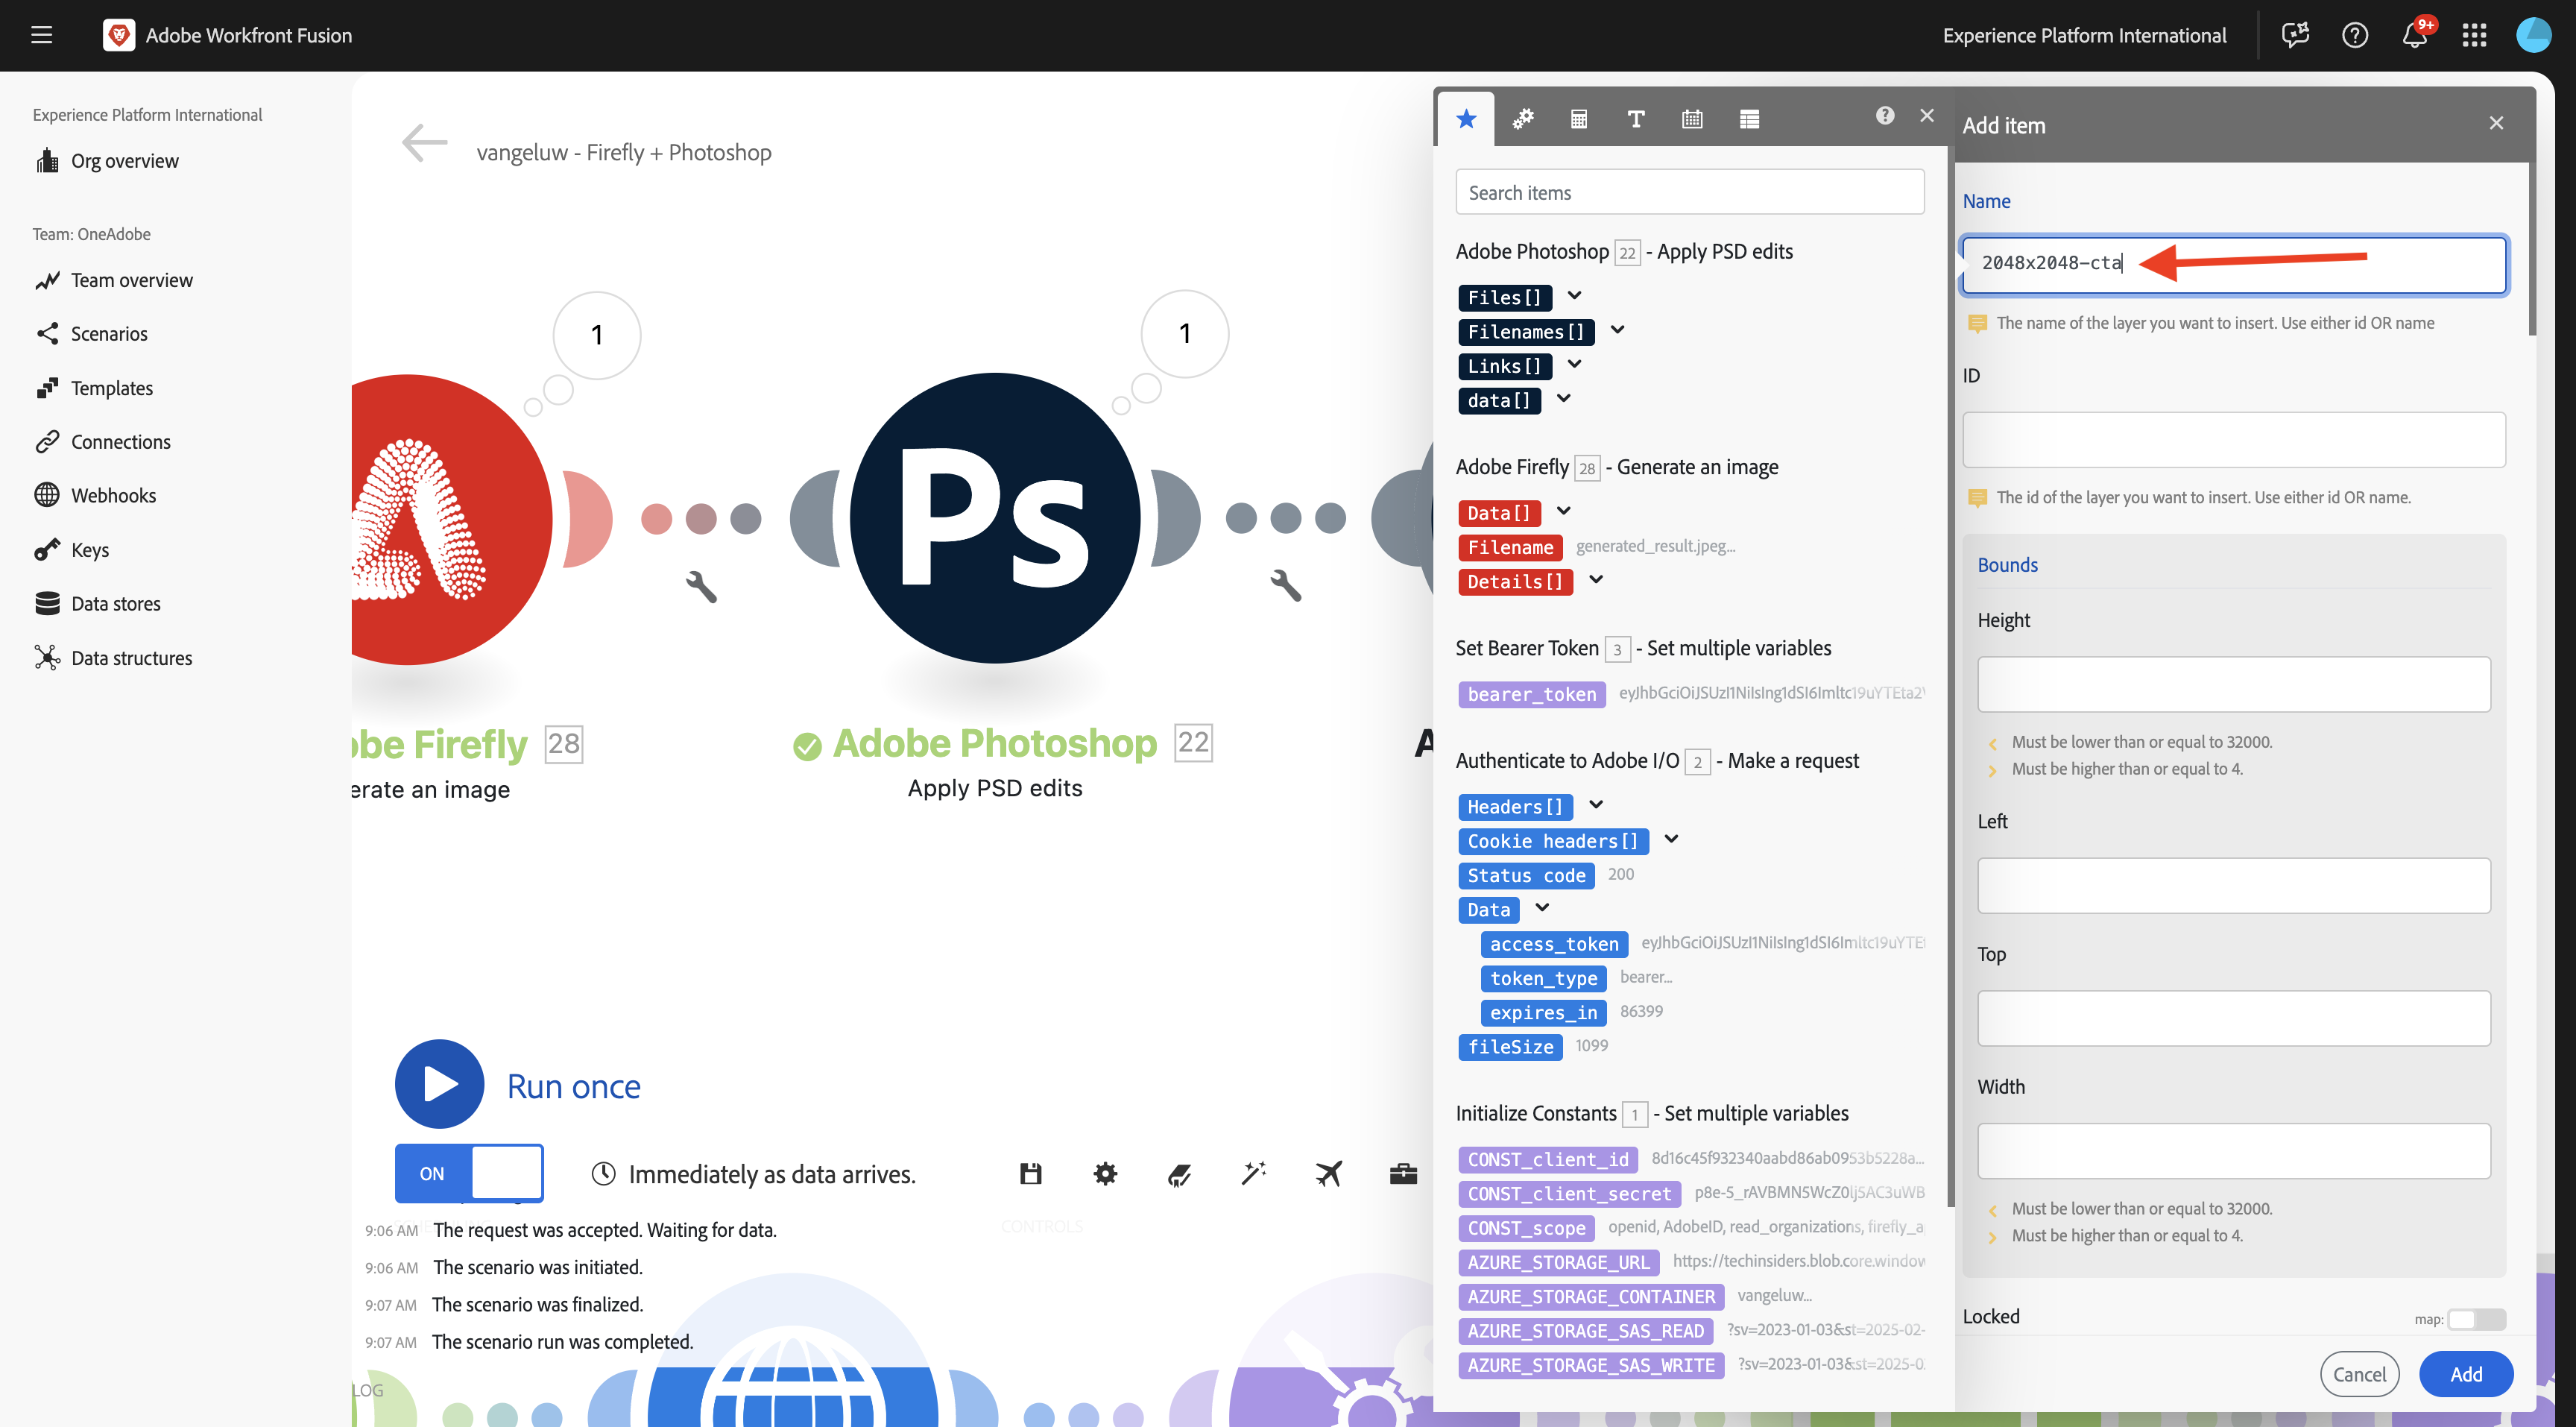 Adobe Workfront Fusion
Experience Platform International
9+
Experience Platform International
Org overview
Team: OneAdobe
Team overview
Scenarios
Templates
Connections
Webhooks
Keys
Data stores
Data structures
vangeluw - Firefly + Photoshop
1
1
Ps
be Firefly 28
erate an image
Adobe Photoshop 22
Apply PSD edits
A
Run once
ON
Immediately as data arrives.
CONTROLS
9:06 AM The request was accepted. Waiting for data.
9:06 AM The scenario was initiated.
9:07 AM The scenario was finalized.
9:07 AM The scenario run was completed.
LOG
Search items
Adobe Photoshop 22 - Apply PSD edits
Files[]
Filenames[]
Links[]
data[]
Adobe Firefly 28 - Generate an image
Data[]
Filename generated_result.jpeg...
Details[]
Set Bearer Token 3 - Set multiple variables
bearer_token
Authenticate to Adobe I/O 2 - Make a request
Headers[]
Cookie headers[]
Status code 200
Data
access_token
token_type bearer...
expires_in 86399
fileSize 1099
Initialize Constants 1 - Set multiple variables
CONST_client_id
CONST_client_secret
CONST_scope openid, AdobeID, read_organizations, firefly_a
AZURE_STORAGE_URL https://techinsiders.blob.core.window
AZURE_STORAGE_CONTAINER vangeluw...
AZURE_STORAGE_SAS_READ ?sv=2023-01-03&st=2025-02-
AZURE_STORAGE_SAS_WRITE ?sv=2023-01-03&st=2025-0
Add item
Name
2048x2048-cta
The name of the layer you want to insert. Use either id OR name
ID
The id of the layer you want to insert. Use either id OR name.
Bounds
Height
Must be lower than or equal to 32000.
Must be higher than or equal to 4.
Left
Top
Width
Must be lower than or equal to 32000.
Must be higher than or equal to 4.
Locked
map:
Cancel
Add